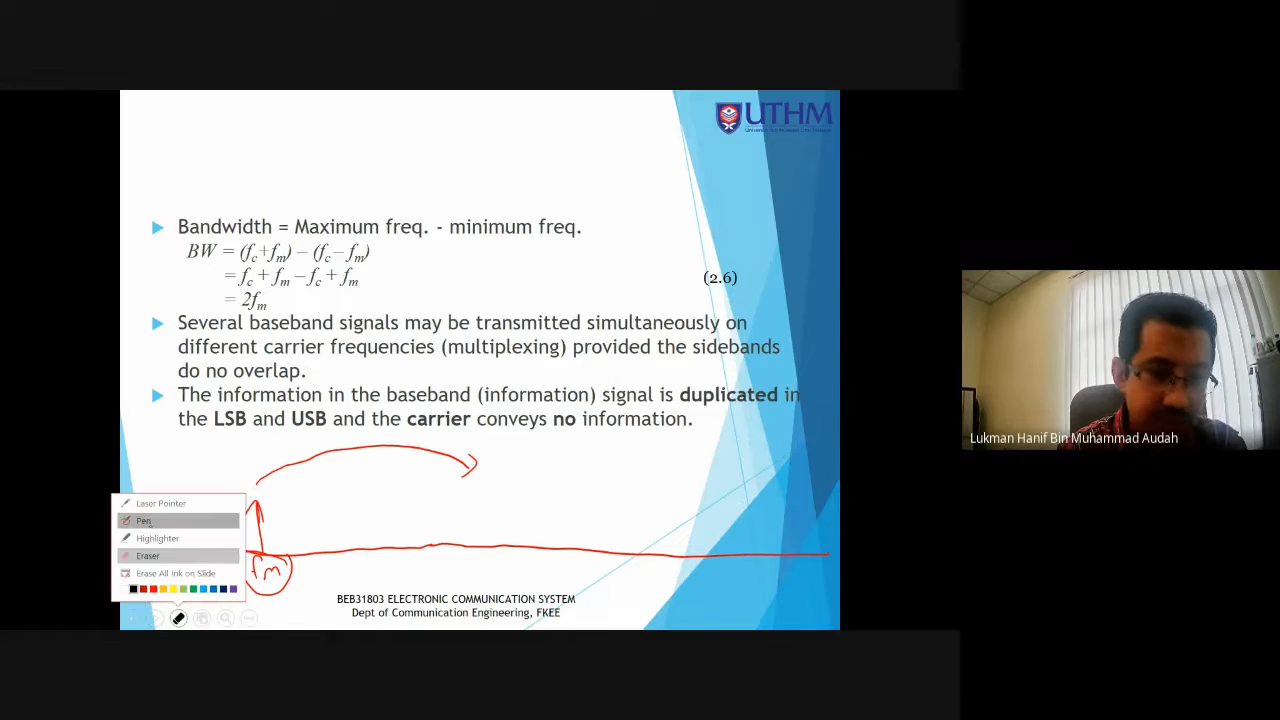 UTHM
Bandwidth = Maximum freq. - minimum freq.
BW = (fc+fm) – (fc – fm)
= fc + fm – fc + fm
(2.6)
= 2fm
Several baseband signals may be transmitted simultaneously on
different carrier frequencies (multiplexing) provided the sidebands
do no overlap.
The information in the baseband (information) signal is duplicated in
the LSB and USB and the carrier conveys no information.
Lukman Hanif Bin Muhammad Audah
Laser Pointer
Pen
Highlighter
Eraser
Erase All Ink on Slide
fm
BEB31803 ELECTRONIC COMMUNICATION SYSTEM
Dept of Communication Engineering, FKEE